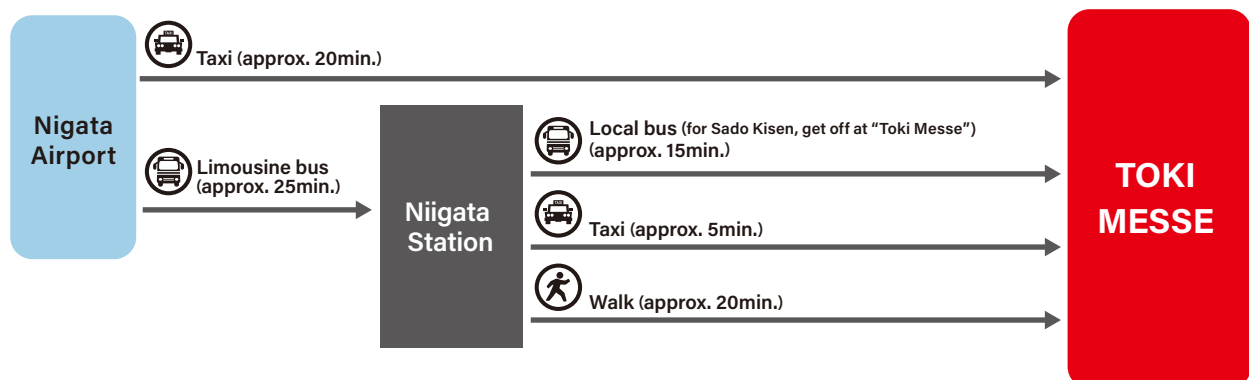 Nigata
Airport
Taxi (approx. 20min.)
Limousine bus
(approx. 25min.)
Niigata
Station
Local bus (for Sado Kisen, get off at “Toki Messe”)
(approx. 15min.)
Taxi (approx. 5min.)
Walk (approx. 20min.)
TOKI
MESSE